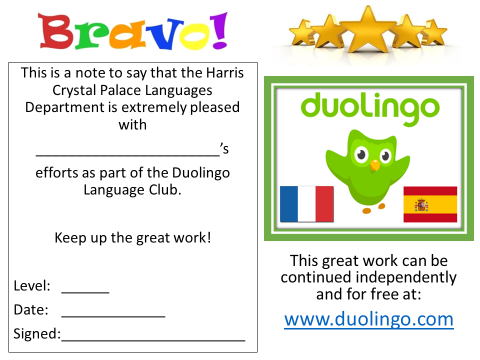 Bravo!
This is a note to say that the Harris
Crystal Palace Languages
Department is extremely pleased
with
______________________'s
efforts as part of the Duolingo
Language Club.
Keep up the great work!
Level: ______
Date: _____________
Signed:_______________________
duolingo
This great work can be
continued independently
and for free at:
www.duolingo.com